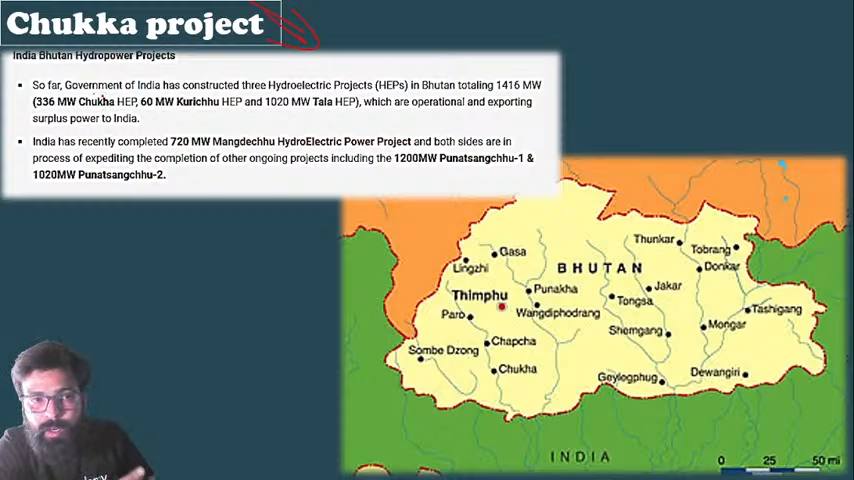 Chukka project
India Bhutan Hydropower Projects
So far, Government of India has constructed three Hydroelectric Projects (HEPs) in Bhutan totaling 1416 MW
(336 MW Chukha HEP, 60 MW Kurichhu HEP and 1020 MW Tala HEP), which are operational and exporting
surplus power to India.
India has recently completed 720 MW Mangdechhu HydroElectric Power Project and both sides are in
process of expediting the completion of other ongoing projects including the 1200MW Punatsangchhu-1 &
1020MW Punatsangchhu-2.
Thunkar
Tobrang
Gasa
Lingzhi
BHUTAN
Donkar
Thimphu
Punakha
Jakar
Tongsa
Paro
Wangdiphodrang
Tashigang
Shemgang
Mongar
Chapcha
Sombe Dzong
Chukha
Geylegphug
Dewangiri
INDIA
0 25 50 mi